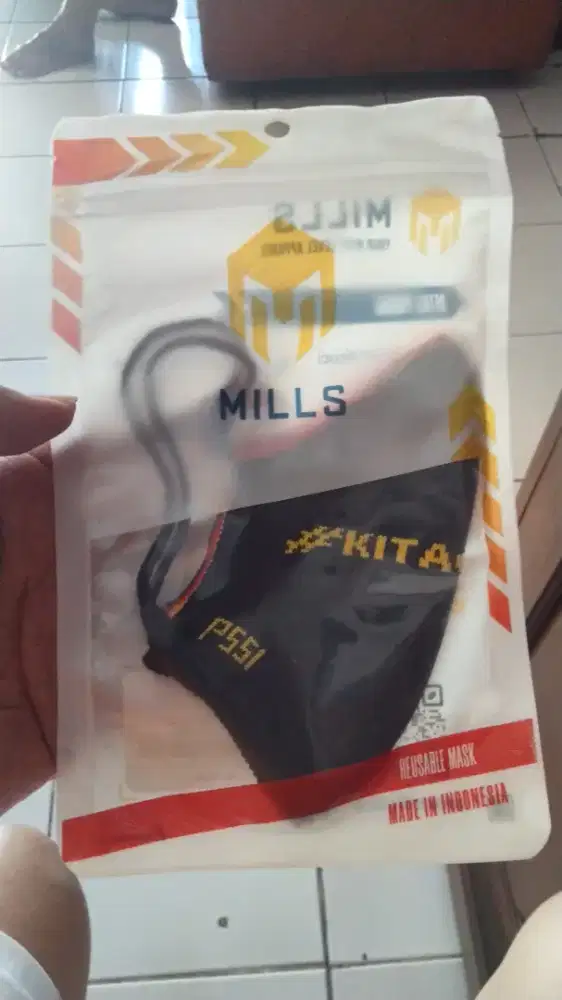 MILLS
MILLS
#KITA
PSSI
REUSABLE MASK
MADE IN INDONESIA